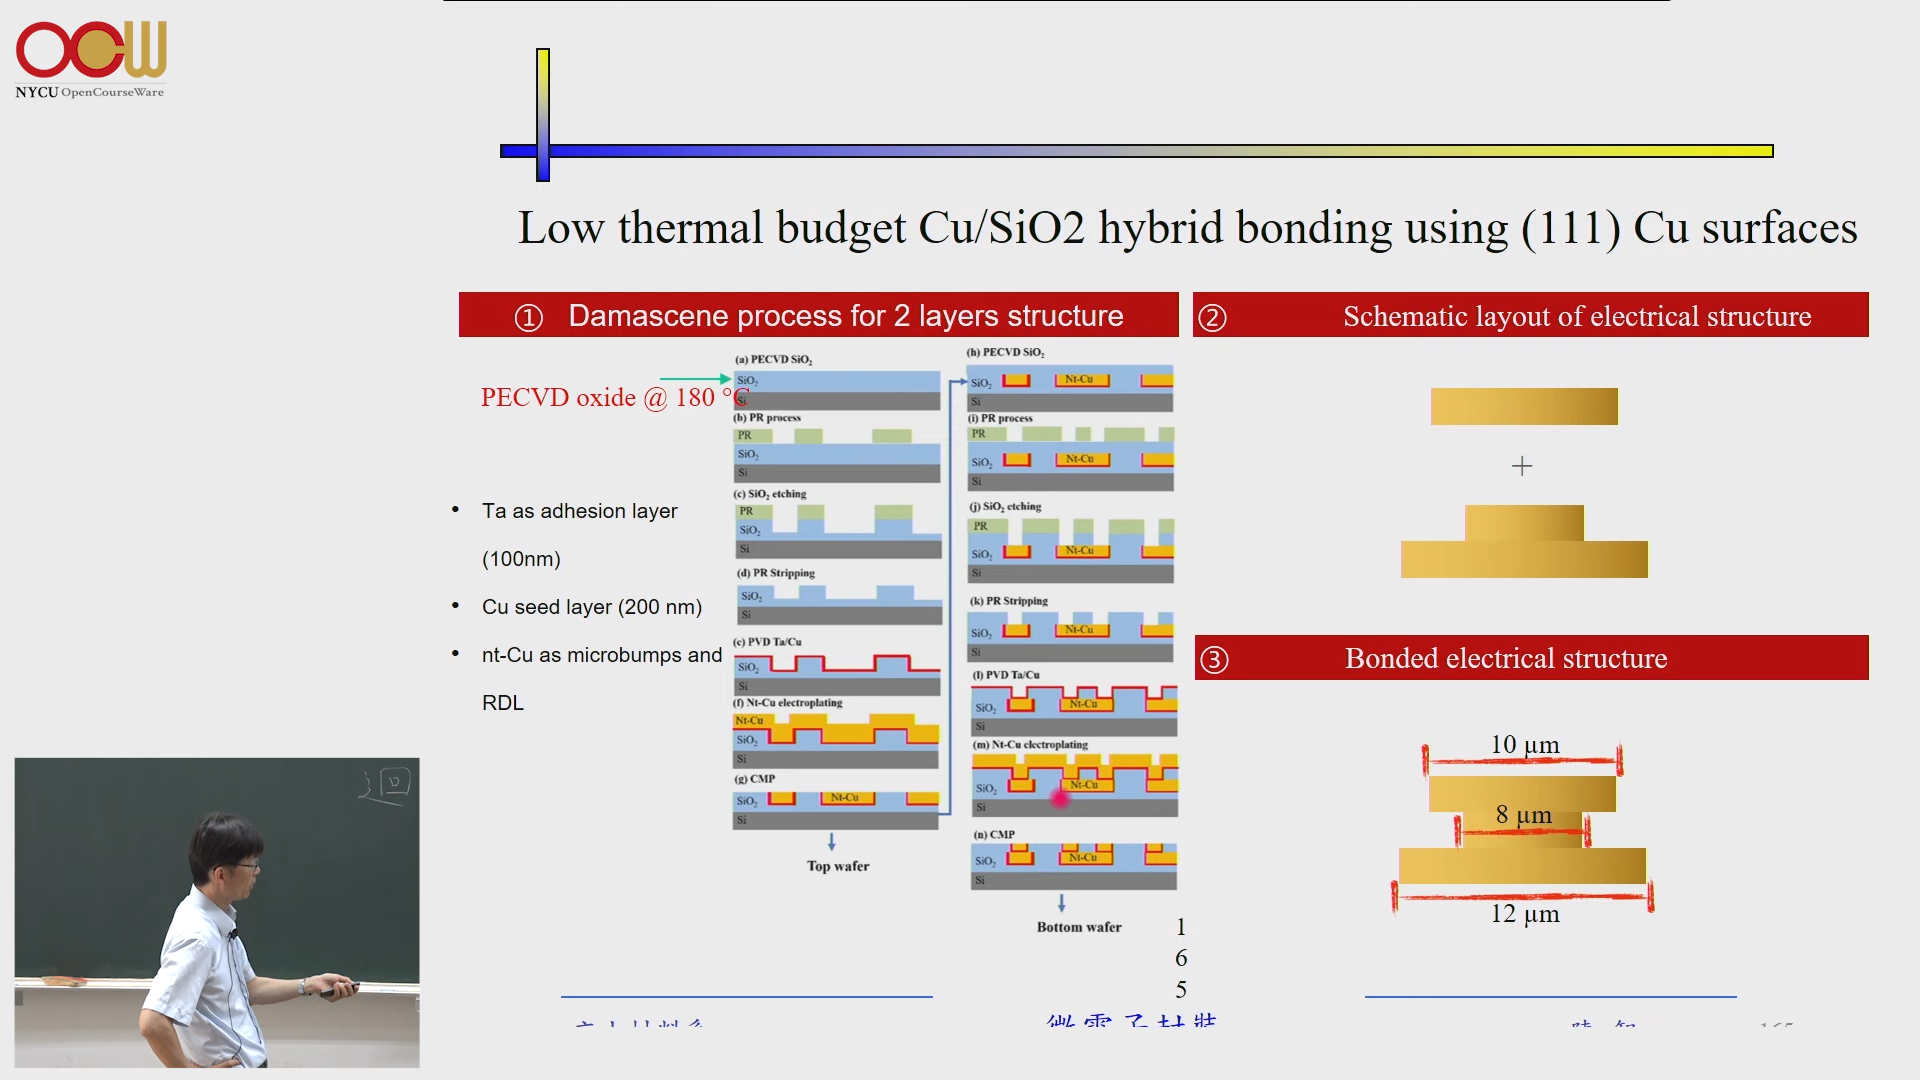 OCW
NYCU OpenCourseWare
Low thermal budget Cu/SiO2 hybrid bonding using (111) Cu surfaces
① Damascene process for 2 layers structure
PECVD oxide @ 180 °C
• Ta as adhesion layer
(100nm)
• Cu seed layer (200 nm)
• nt-Cu as microbumps and
RDL
(a) PECVD SiO₂
SiO₂
Si
(b) PR process
PR
SiO₂
Si
(c) SiO₂ etching
PR
SiO₂
Si
(d) PR Stripping
SiO₂
Si
(e) PVD Ta/Cu
SiO₂
Si
(f) Nt-Cu electroplating
Nt-Cu
SiO₂
Si
(g) CMP
SiO₂ Nt-Cu
Si
Top wafer
(h) PECVD SiO₂
SiO₂ Nt-Cu
Si
(i) PR process
PR
SiO₂ Nt-Cu
Si
(j) SiO₂ etching
PR
SiO₂ Nt-Cu
Si
(k) PR Stripping
SiO₂ Nt-Cu
Si
(l) PVD Ta/Cu
SiO₂ Nt-Cu
Si
(m) Nt-Cu electroplating
SiO₂ Nt-Cu
Si
(n) CMP
SiO₂ Nt-Cu
Si
Bottom wafer
② Schematic layout of electrical structure
+
③ Bonded electrical structure
10 µm
8 µm
12 µm
1
6
5
微電子封裝
165
迴